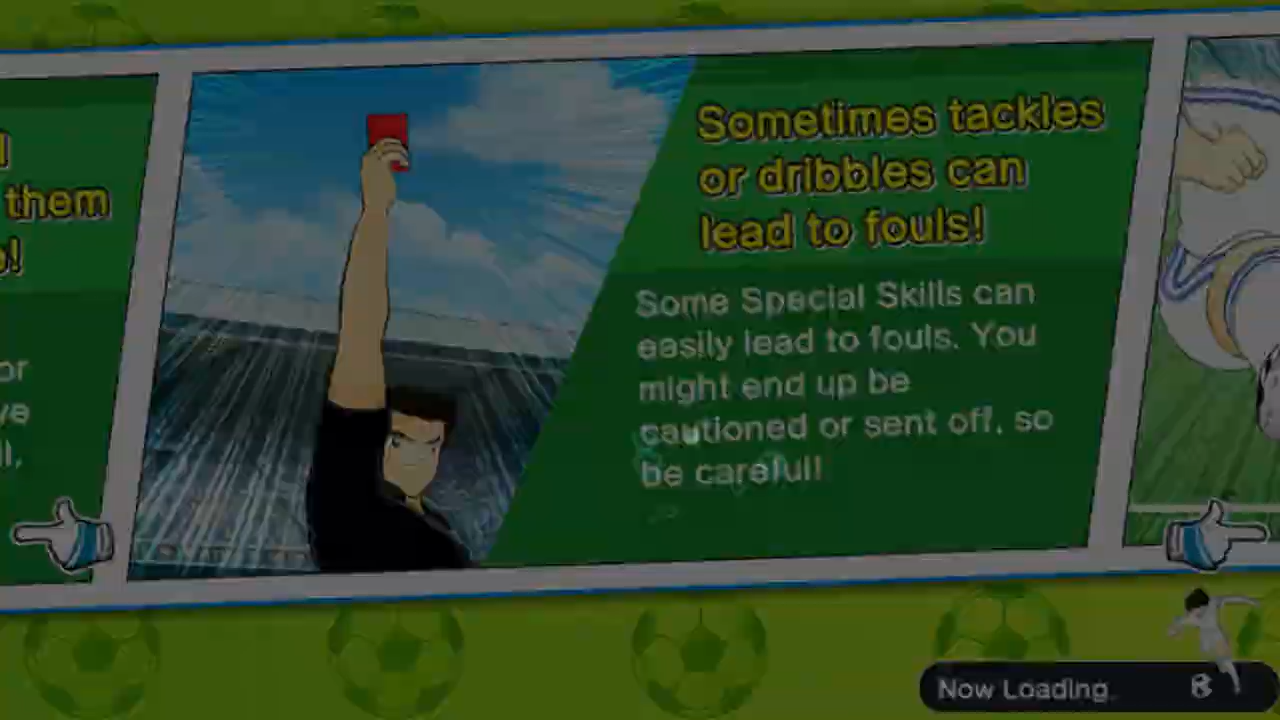 them
or
Sometimes tackles
or dribbles can
lead to fouls!
Some Special Skills can
easily lead to fouls. You
might end up be
cautioned or sent off, so
be careful!
Now Loading.